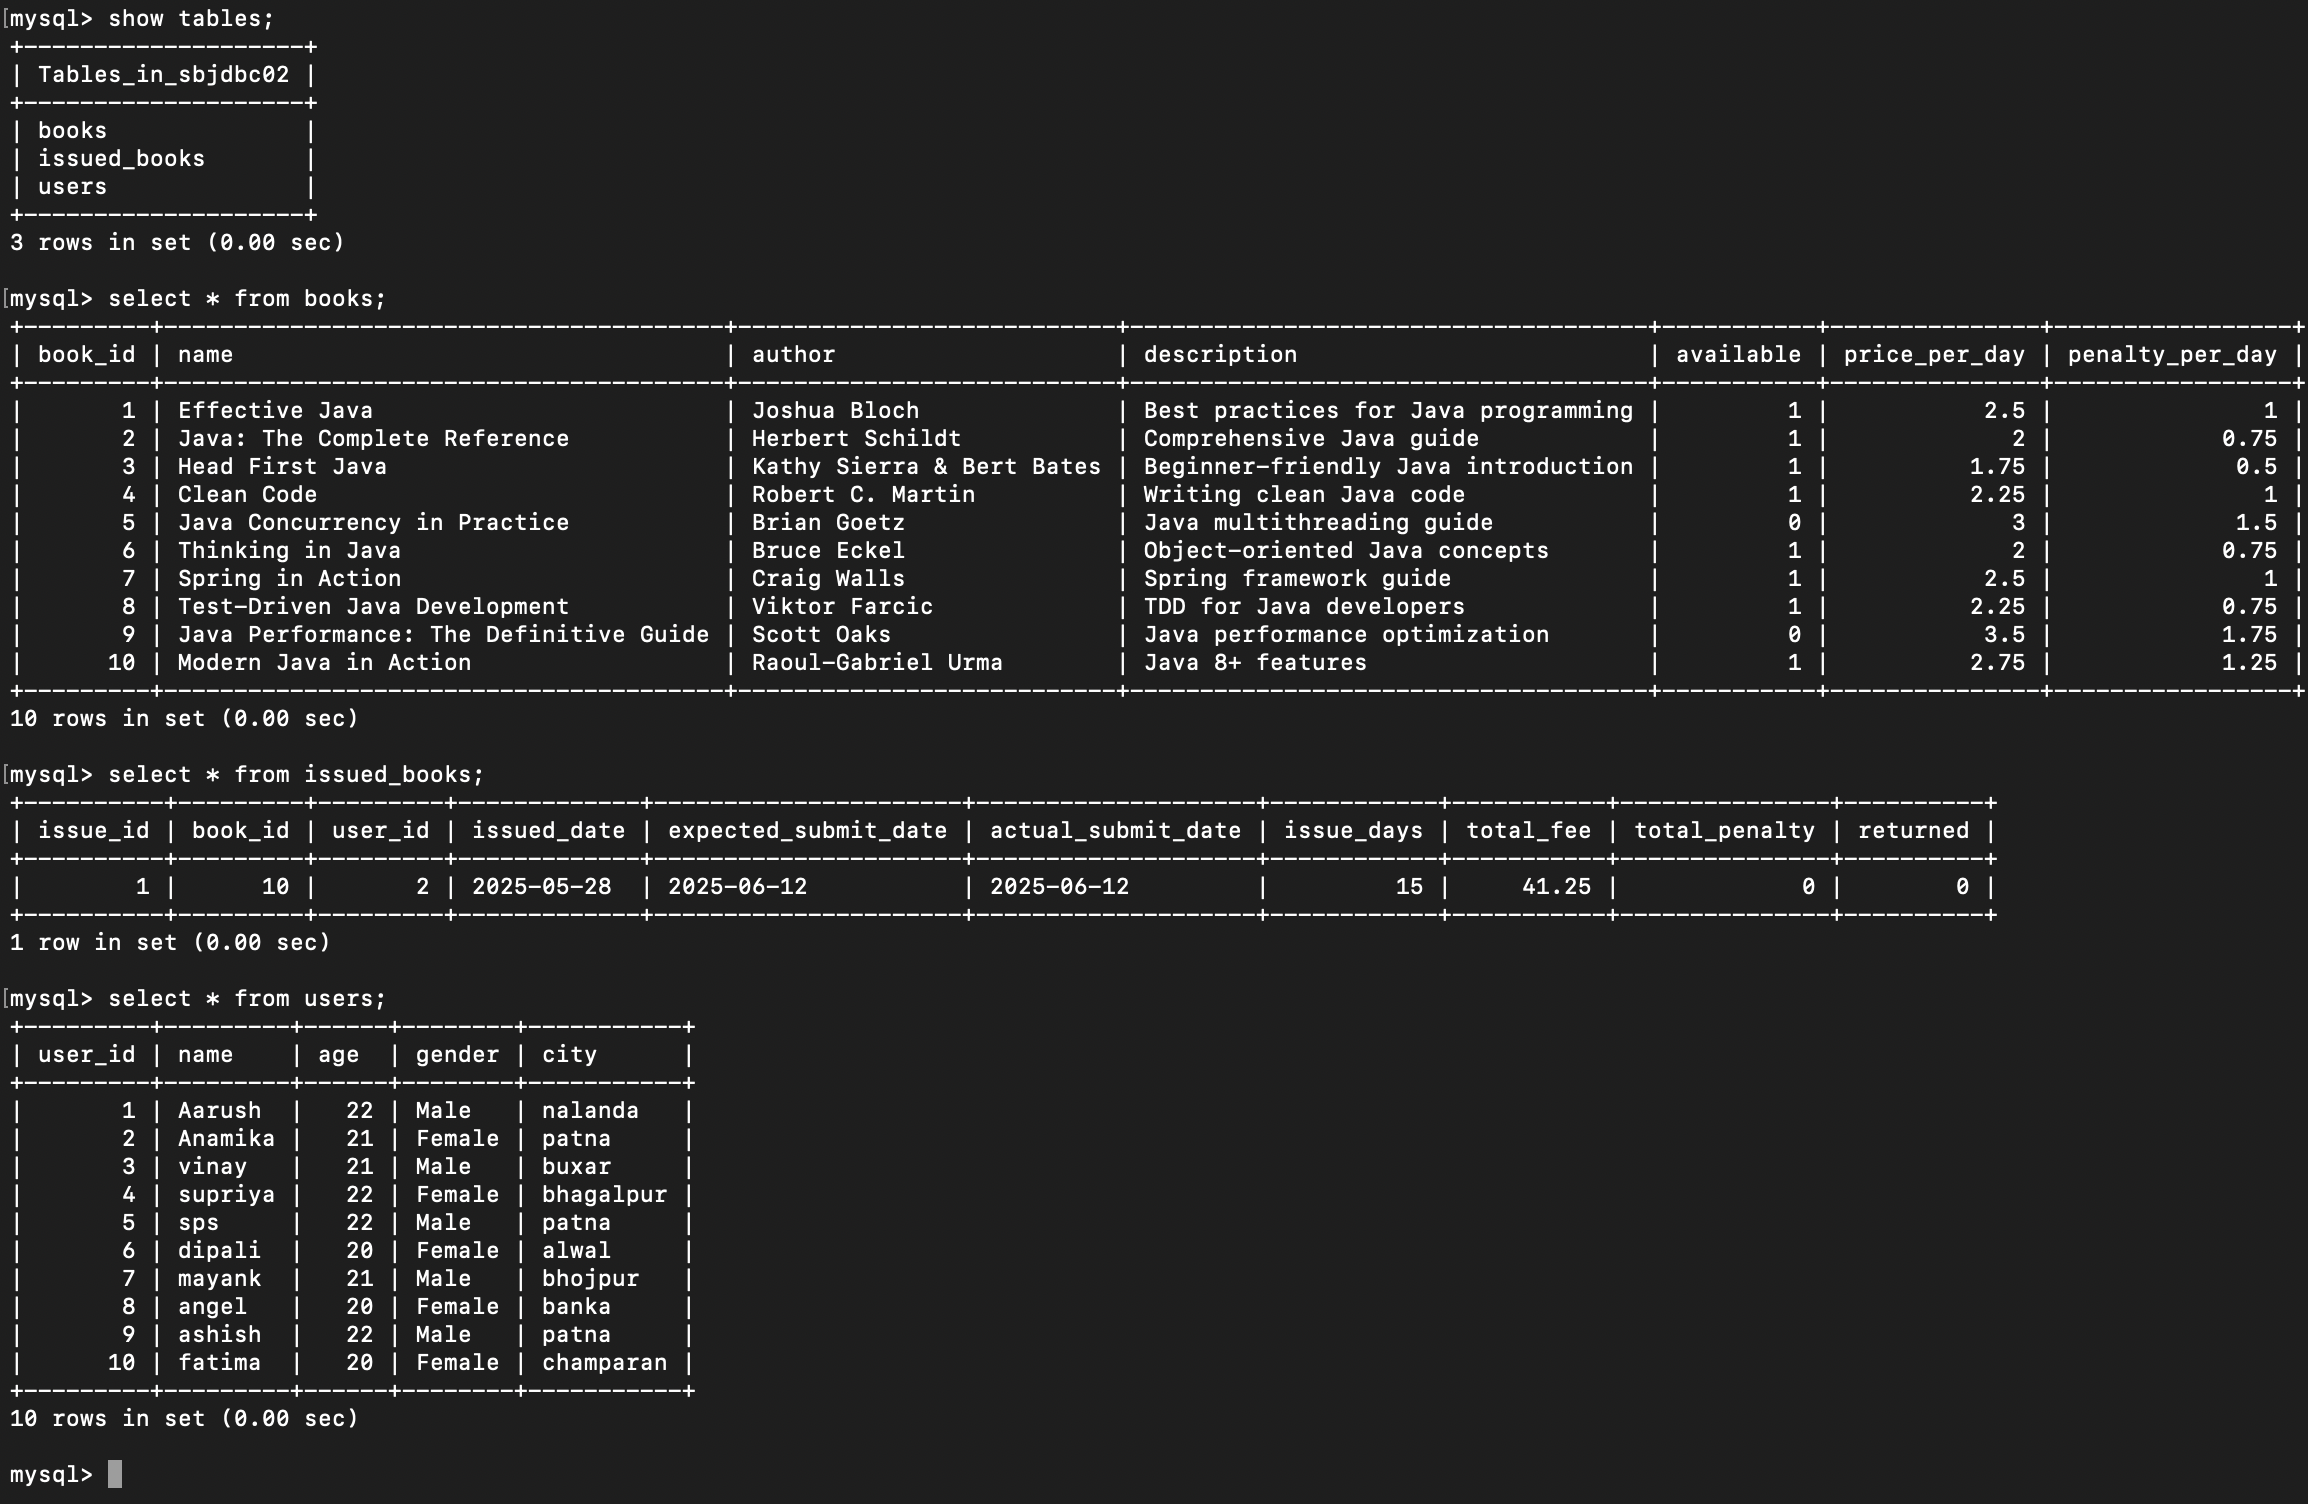 [mysql> show tables;
+--------------------+
| Tables_in_sbjdbc02 |
+--------------------+
| books              |
| issued_books       |
| users              |
+--------------------+
3 rows in set (0.00 sec)

[mysql> select * from books;
+---------+----------------------------------------+---------------------------+-------------------------------------+-----------+---------------+-----------------+
| book_id | name                                   | author                    | description                         | available | price_per_day | penalty_per_day |
+---------+----------------------------------------+---------------------------+-------------------------------------+-----------+---------------+-----------------+
|       1 | Effective Java                         | Joshua Bloch              | Best practices for Java programming |         1 |           2.5 |               1 |
|       2 | Java: The Complete Reference           | Herbert Schildt           | Comprehensive Java guide            |         1 |             2 |            0.75 |
|       3 | Head First Java                        | Kathy Sierra & Bert Bates | Beginner-friendly Java introduction |         1 |          1.75 |             0.5 |
|       4 | Clean Code                             | Robert C. Martin          | Writing clean Java code             |         1 |          2.25 |               1 |
|       5 | Java Concurrency in Practice           | Brian Goetz               | Java multithreading guide           |         0 |             3 |             1.5 |
|       6 | Thinking in Java                       | Bruce Eckel               | Object-oriented Java concepts       |         1 |             2 |            0.75 |
|       7 | Spring in Action                       | Craig Walls               | Spring framework guide              |         1 |           2.5 |               1 |
|       8 | Test-Driven Java Development           | Viktor Farcic             | TDD for Java developers             |         1 |          2.25 |            0.75 |
|       9 | Java Performance: The Definitive Guide | Scott Oaks                | Java performance optimization       |         0 |           3.5 |            1.75 |
|      10 | Modern Java in Action                  | Raoul-Gabriel Urma        | Java 8+ features                    |         1 |          2.75 |            1.25 |
+---------+----------------------------------------+---------------------------+-------------------------------------+-----------+---------------+-----------------+
10 rows in set (0.00 sec)

[mysql> select * from issued_books;
+----------+---------+---------+-------------+----------------------+--------------------+------------+-----------+---------------+----------+
| issue_id | book_id | user_id | issued_date | expected_submit_date | actual_submit_date | issue_days | total_fee | total_penalty | returned |
+----------+---------+---------+-------------+----------------------+--------------------+------------+-----------+---------------+----------+
|        1 |      10 |       2 | 2025-05-28  | 2025-06-12           | 2025-06-12         |         15 |     41.25 |             0 |        0 |
+----------+---------+---------+-------------+----------------------+--------------------+------------+-----------+---------------+----------+
1 row in set (0.00 sec)

[mysql> select * from users;
+---------+---------+------+--------+-----------+
| user_id | name    | age  | gender | city      |
+---------+---------+------+--------+-----------+
|       1 | Aarush  |   22 | Male   | nalanda   |
|       2 | Anamika |   21 | Female | patna     |
|       3 | vinay   |   21 | Male   | buxar     |
|       4 | supriya |   22 | Female | bhagalpur |
|       5 | sps     |   22 | Male   | patna     |
|       6 | dipali  |   20 | Female | alwal     |
|       7 | mayank  |   21 | Male   | bhojpur   |
|       8 | angel   |   20 | Female | banka     |
|       9 | ashish  |   22 | Male   | patna     |
|      10 | fatima  |   20 | Female | champaran |
+---------+---------+------+--------+-----------+
10 rows in set (0.00 sec)

mysql>